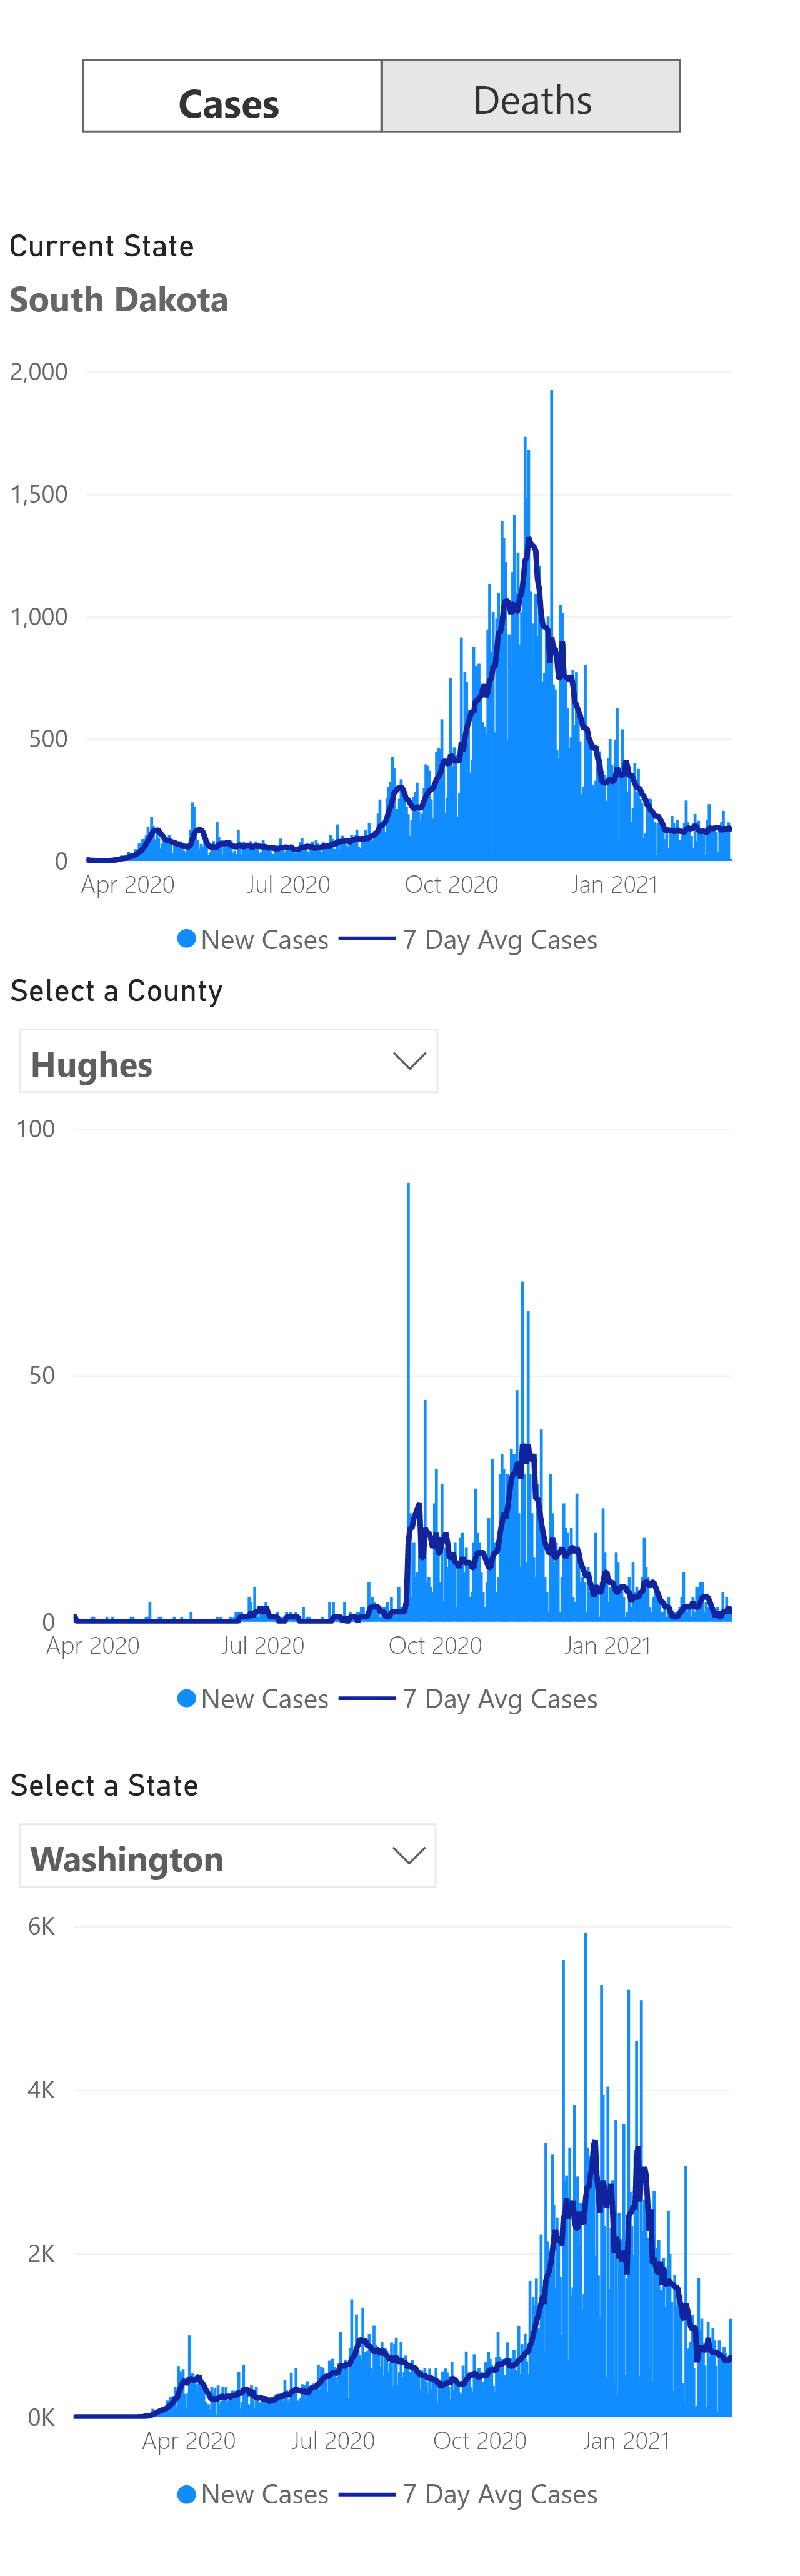 Cases Deaths
Current State
South Dakota
2,000
1,500
1,000
500
0
Apr 2020 Jul 2020 Oct 2020 Jan 2021
New Cases 7 Day Avg Cases
Select a County
Hughes
100
50
0
Apr 2020 Jul 2020 Oct 2020 Jan 2021
New Cases 7 Day Avg Cases
Select a State
Washington
6K
4K
2K
0K
Apr 2020 Jul 2020 Oct 2020 Jan 2021
New Cases 7 Day Avg Cases